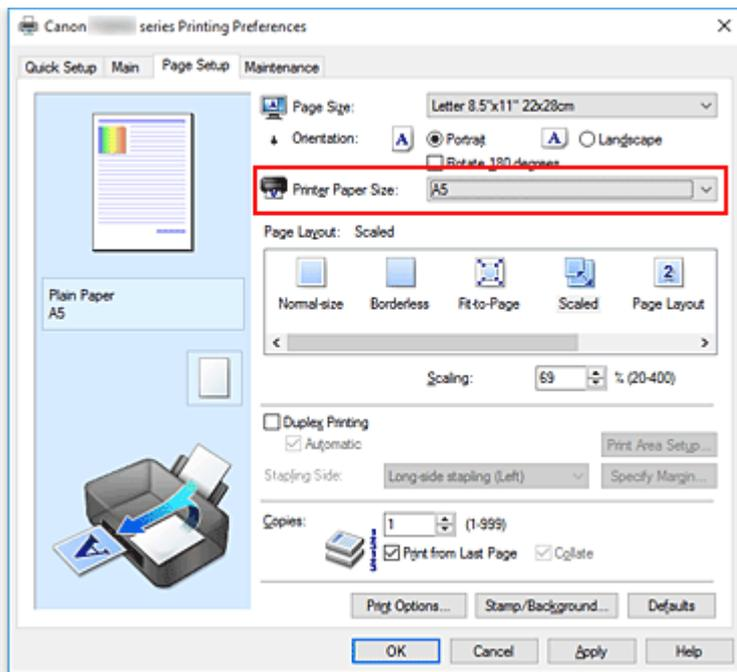 Canon series Printing Preferences
Quick Setup Main Page Setup Maintenance
Page Size: Letter 8.5"x11" 22x28cm
Orientation: A Portrait A Landscape
Rotate 180 degrees
Printer Paper Size: A5
Page Layout: Scaled
Normal-size Borderless Fit-to-Page Scaled Page Layout
Plain Paper
A5
Scaling: 69 % (20-400)
Duplex Printing
Automatic Print Area Setup...
Stapling Side: Long-side stapling (Left) Specify Margin...
Copies: 1 (1-999)
Print from Last Page Collate
Print Options... Stamp/Background... Defaults
OK Cancel Apply Help